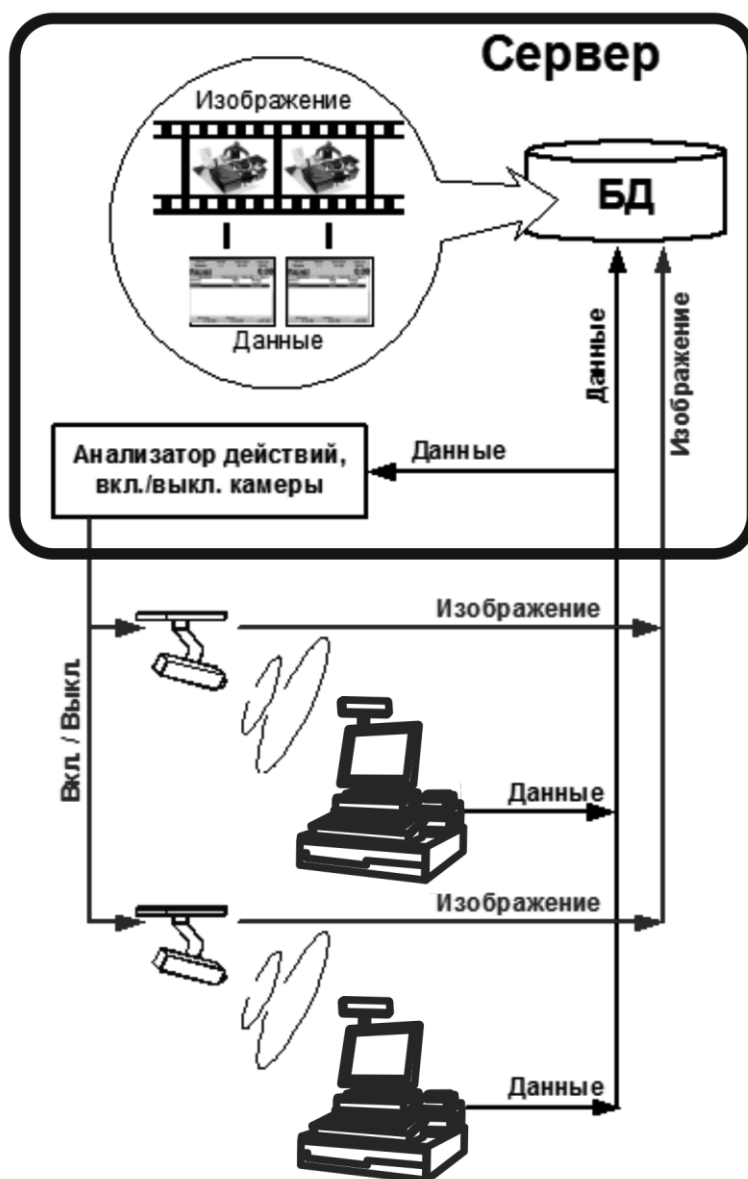 Сервер
Изображение
БД
Данные
Данные
Изображение
Анализатор действий,
вкл./выкл. камеры
Данные
Изображение
Вкл. / Выкл.
Данные
Изображение
Данные